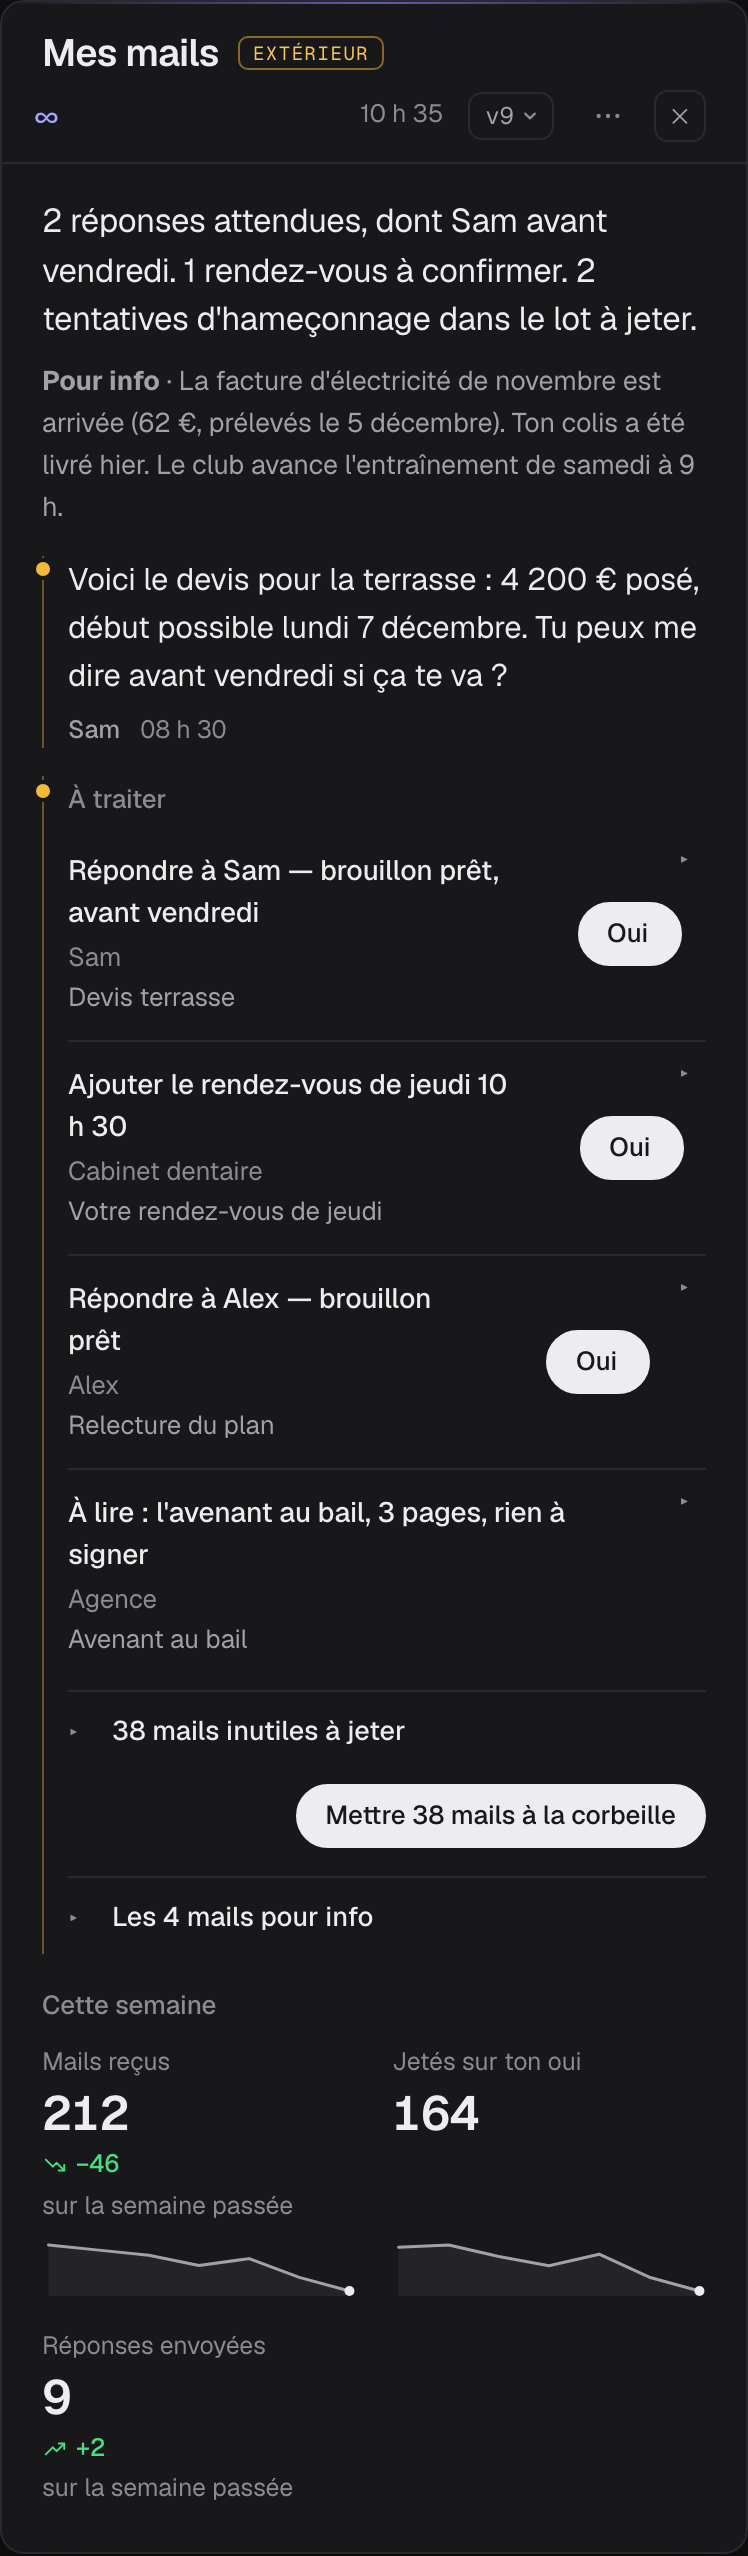 Mes mails EXTÉRIEUR
∞ 10 h 35 v9 ··· ×
2 réponses attendues, dont Sam avant
vendredi. 1 rendez-vous à confirmer. 2
tentatives d'hameçonnage dans le lot à jeter.
Pour info · La facture d'électricité de novembre est
arrivée (62 €, prélevés le 5 décembre). Ton colis a été
livré hier. Le club avance l'entraînement de samedi à 9
h.
Voici le devis pour la terrasse : 4 200 € posé,
début possible lundi 7 décembre. Tu peux me
dire avant vendredi si ça te va ?
Sam 08 h 30
À traiter
Répondre à Sam — brouillon prêt,
avant vendredi
Sam
Devis terrasse
Oui
Ajouter le rendez-vous de jeudi 10
h 30
Cabinet dentaire
Votre rendez-vous de jeudi
Oui
Répondre à Alex — brouillon
prêt
Alex
Relecture du plan
Oui
À lire : l'avenant au bail, 3 pages, rien à
signer
Agence
Avenant au bail
38 mails inutiles à jeter
Mettre 38 mails à la corbeille
Les 4 mails pour info
Cette semaine
Mails reçus
212
−46
sur la semaine passée
Jetés sur ton oui
164
Réponses envoyées
9
+2
sur la semaine passée